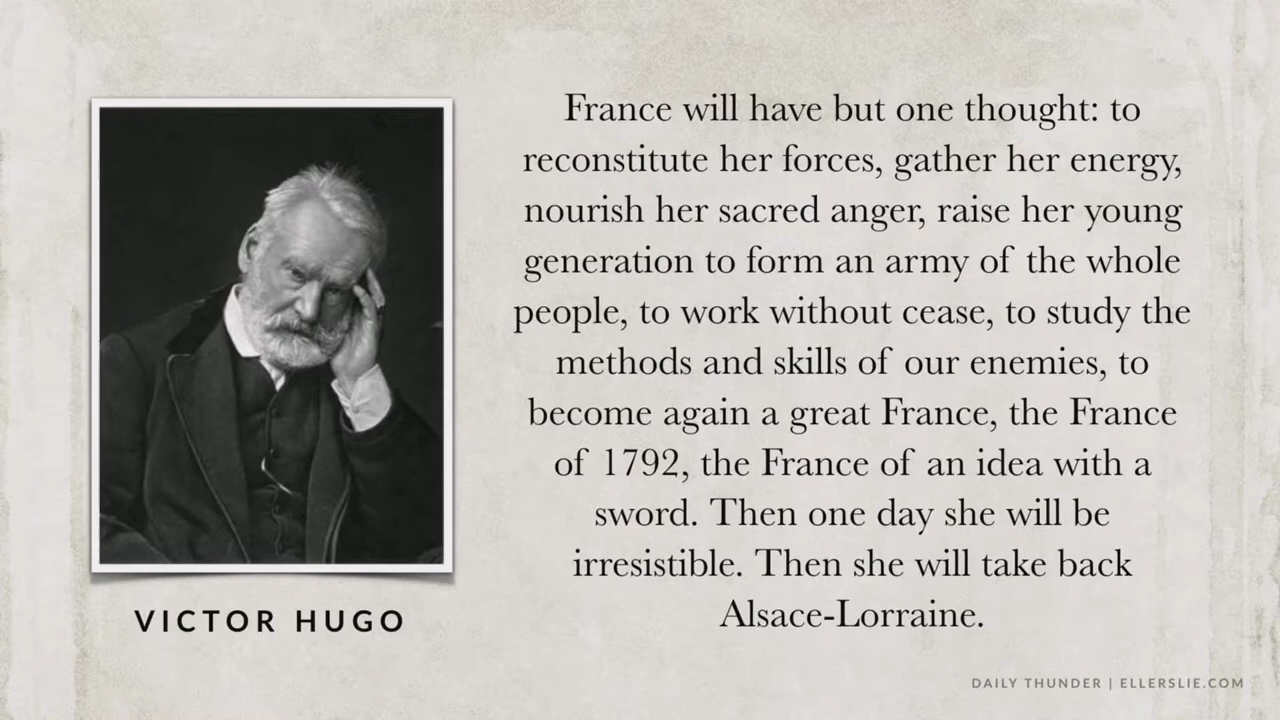 France will have but one thought: to
reconstitute her forces, gather her energy,
nourish her sacred anger, raise her young
generation to form an army of the whole
people, to work without cease, to study the
methods and skills of our enemies, to
become again a great France, the France
of 1792, the France of an idea with a
sword. Then one day she will be
irresistible. Then she will take back
Alsace-Lorraine.
VICTOR HUGO
DAILY THUNDER | ELLERSLIE.COM